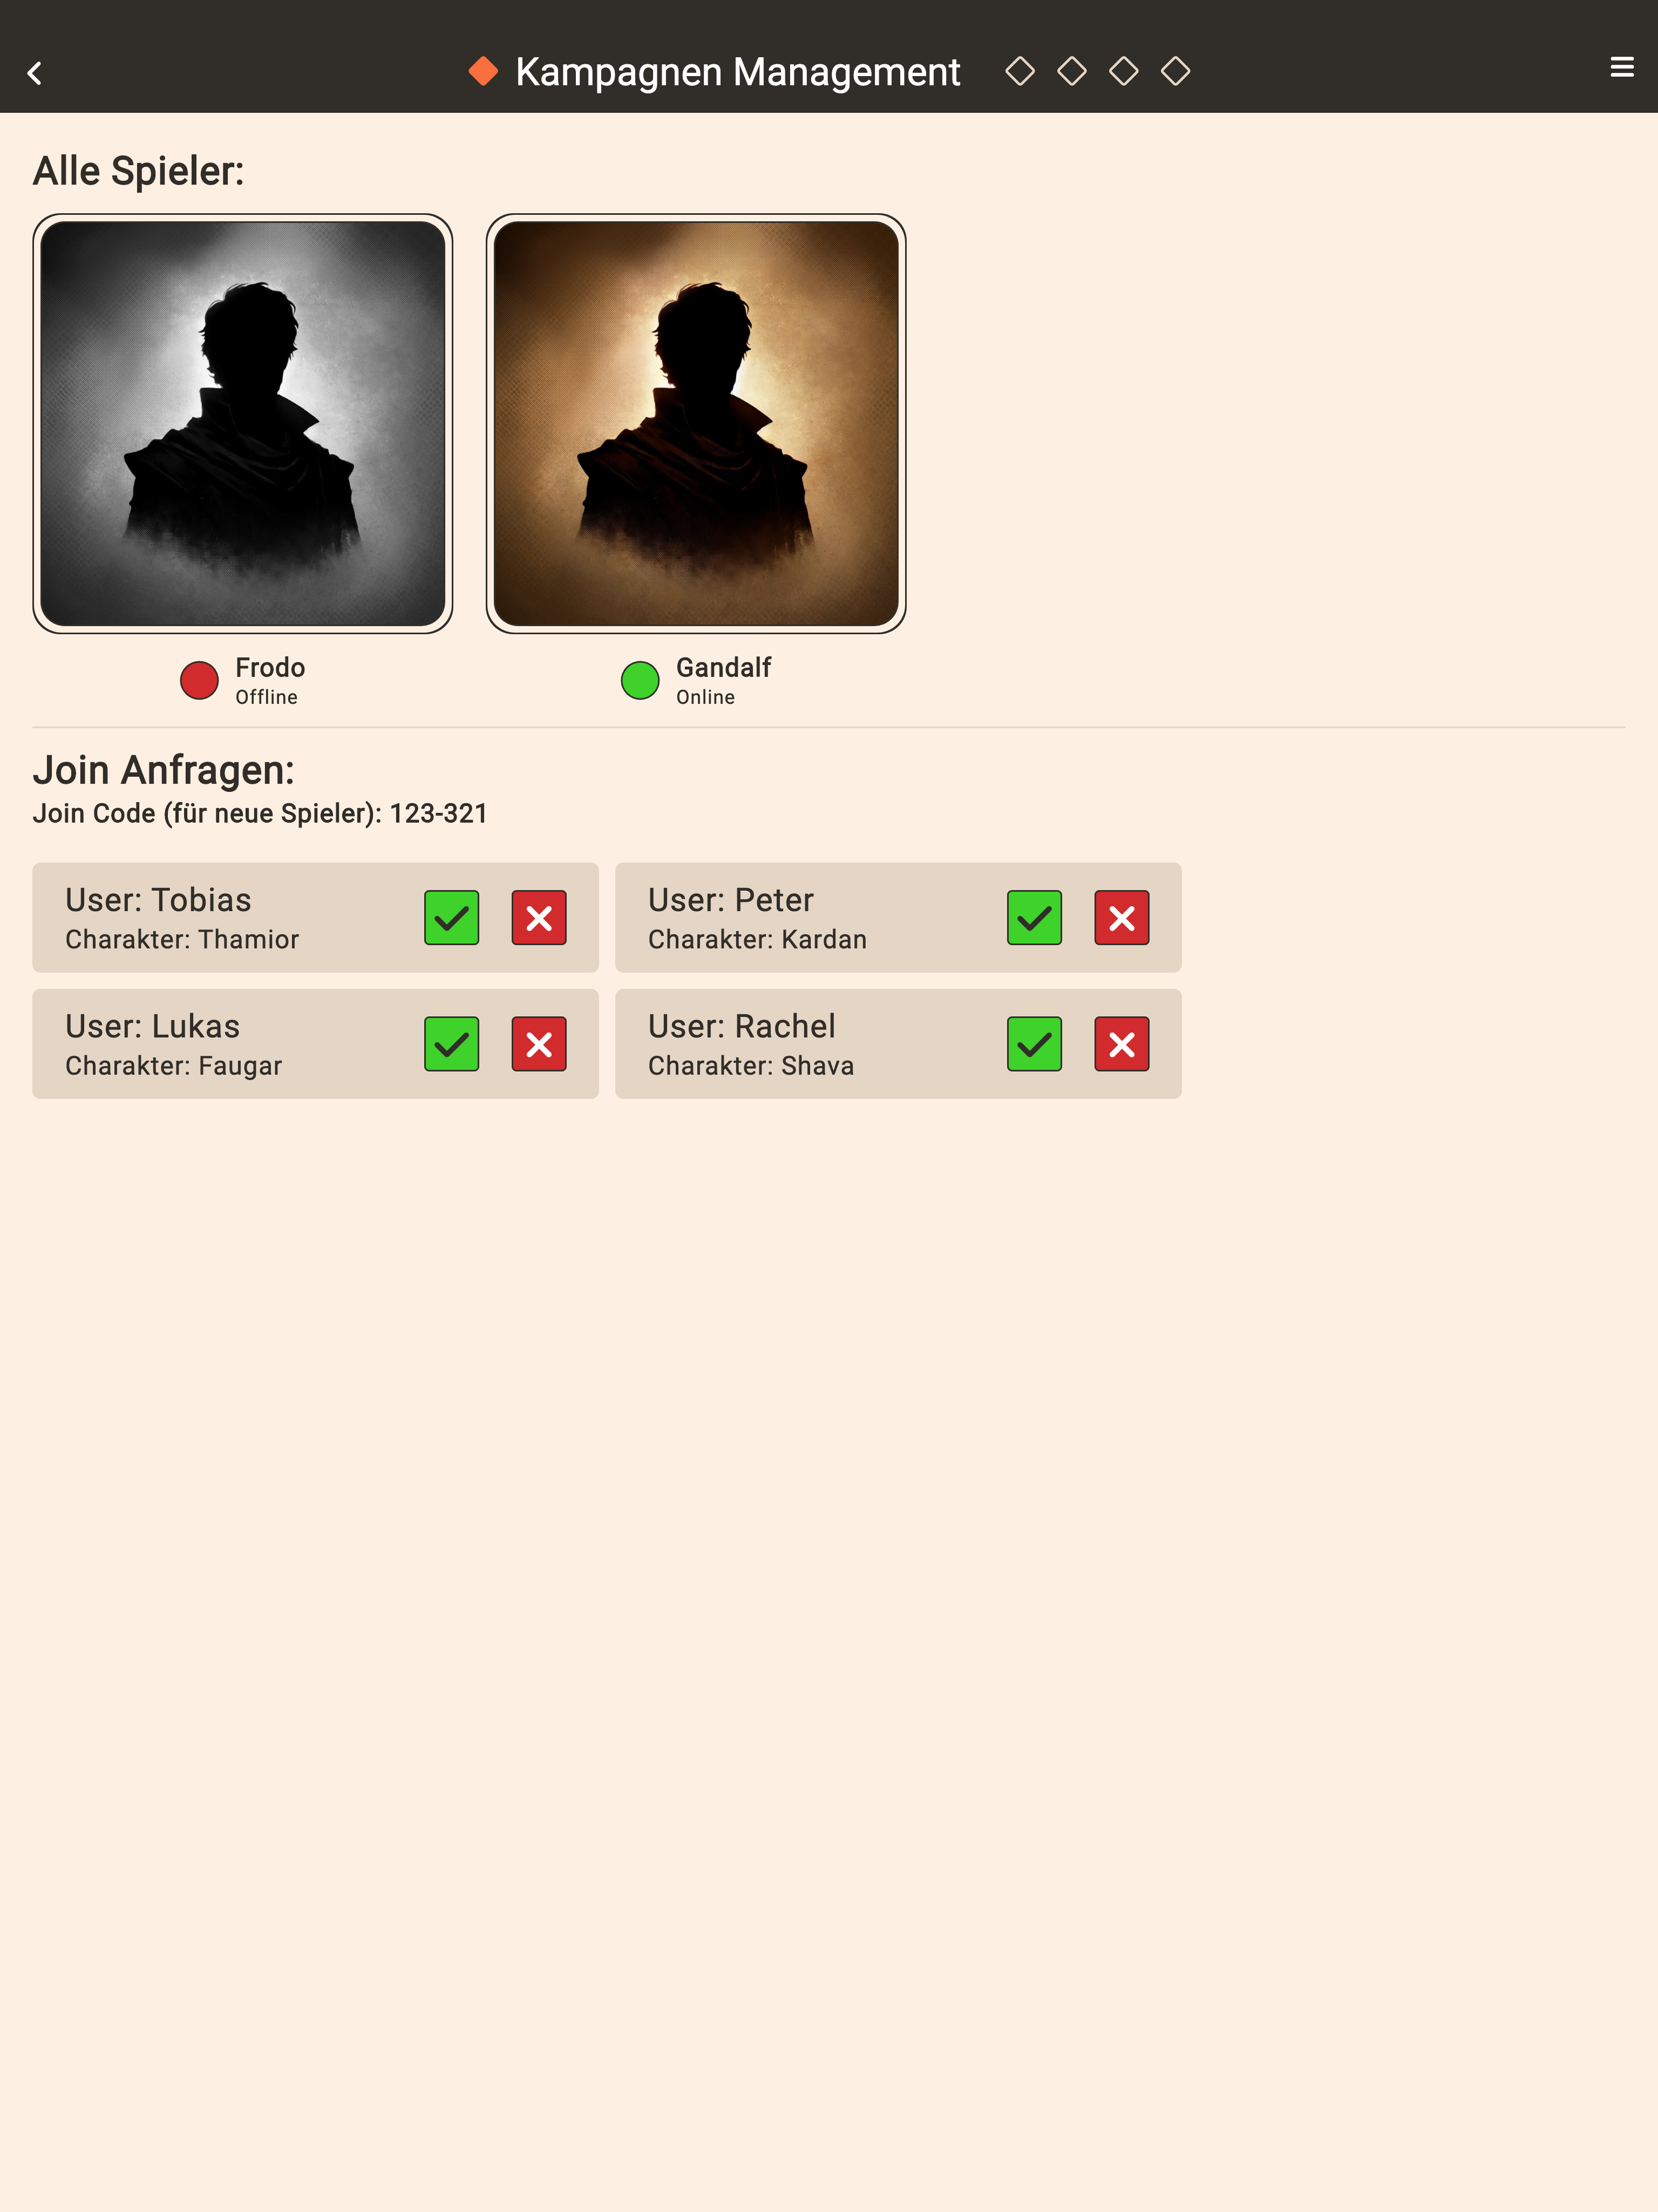 Kampagnen Management
Alle Spieler:
Frodo
Offline
Gandalf
Online
Join Anfragen:
Join Code (für neue Spieler): 123-321
User: Tobias
Charakter: Thamior
User: Peter
Charakter: Kardan
User: Lukas
Charakter: Faugar
User: Rachel
Charakter: Shava